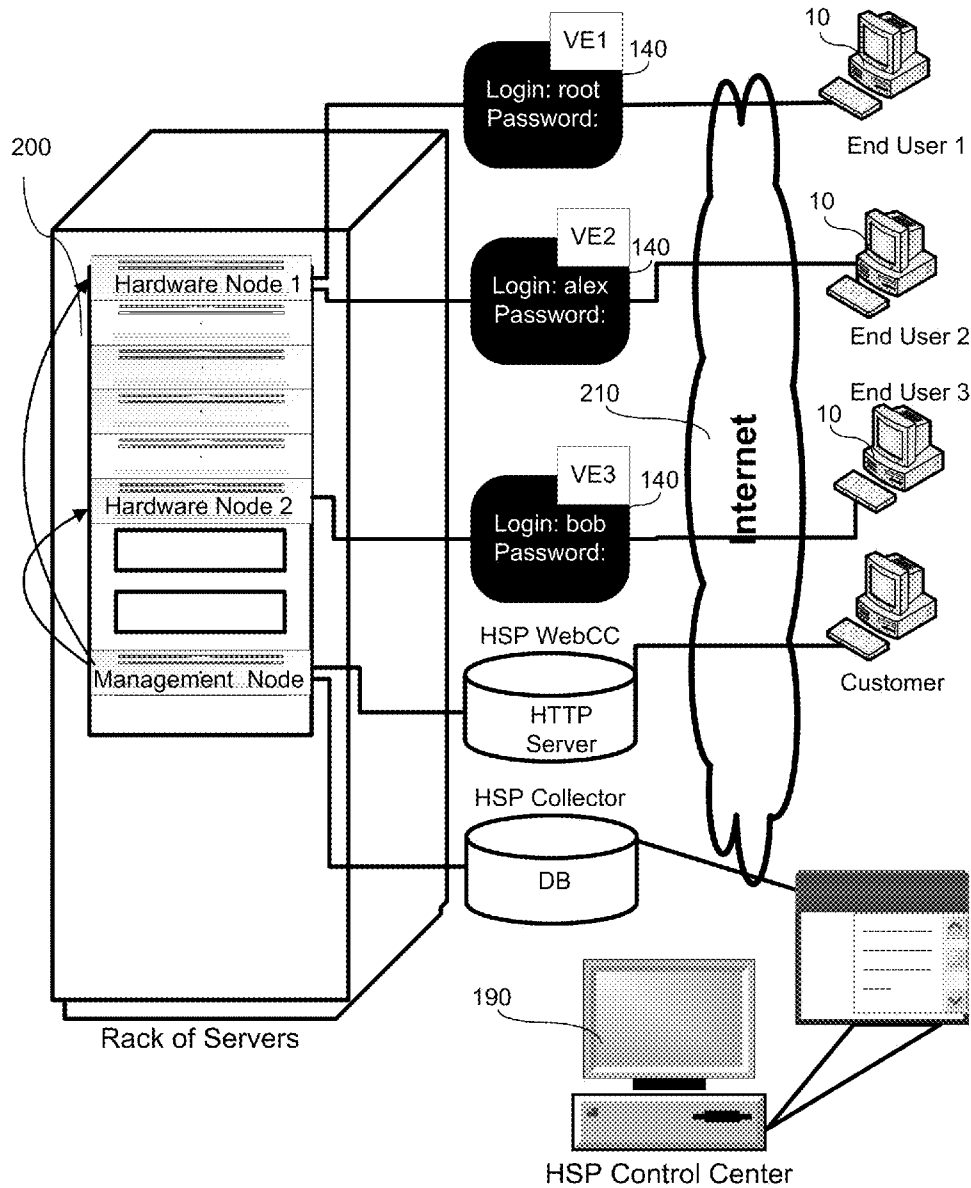 VE1
140
10
Login: root
Password:
End User 1
200
VE2
140
10
Hardware Node 1
Login: alex
Password:
End User 2
End User 3
210
10
Internet
VE3
140
Hardware Node 2
Login: bob
Password:
HSP WebCC
Management Node
HTTP
Server
Customer
HSP Collector
DB
190
Rack of Servers
HSP Control Center